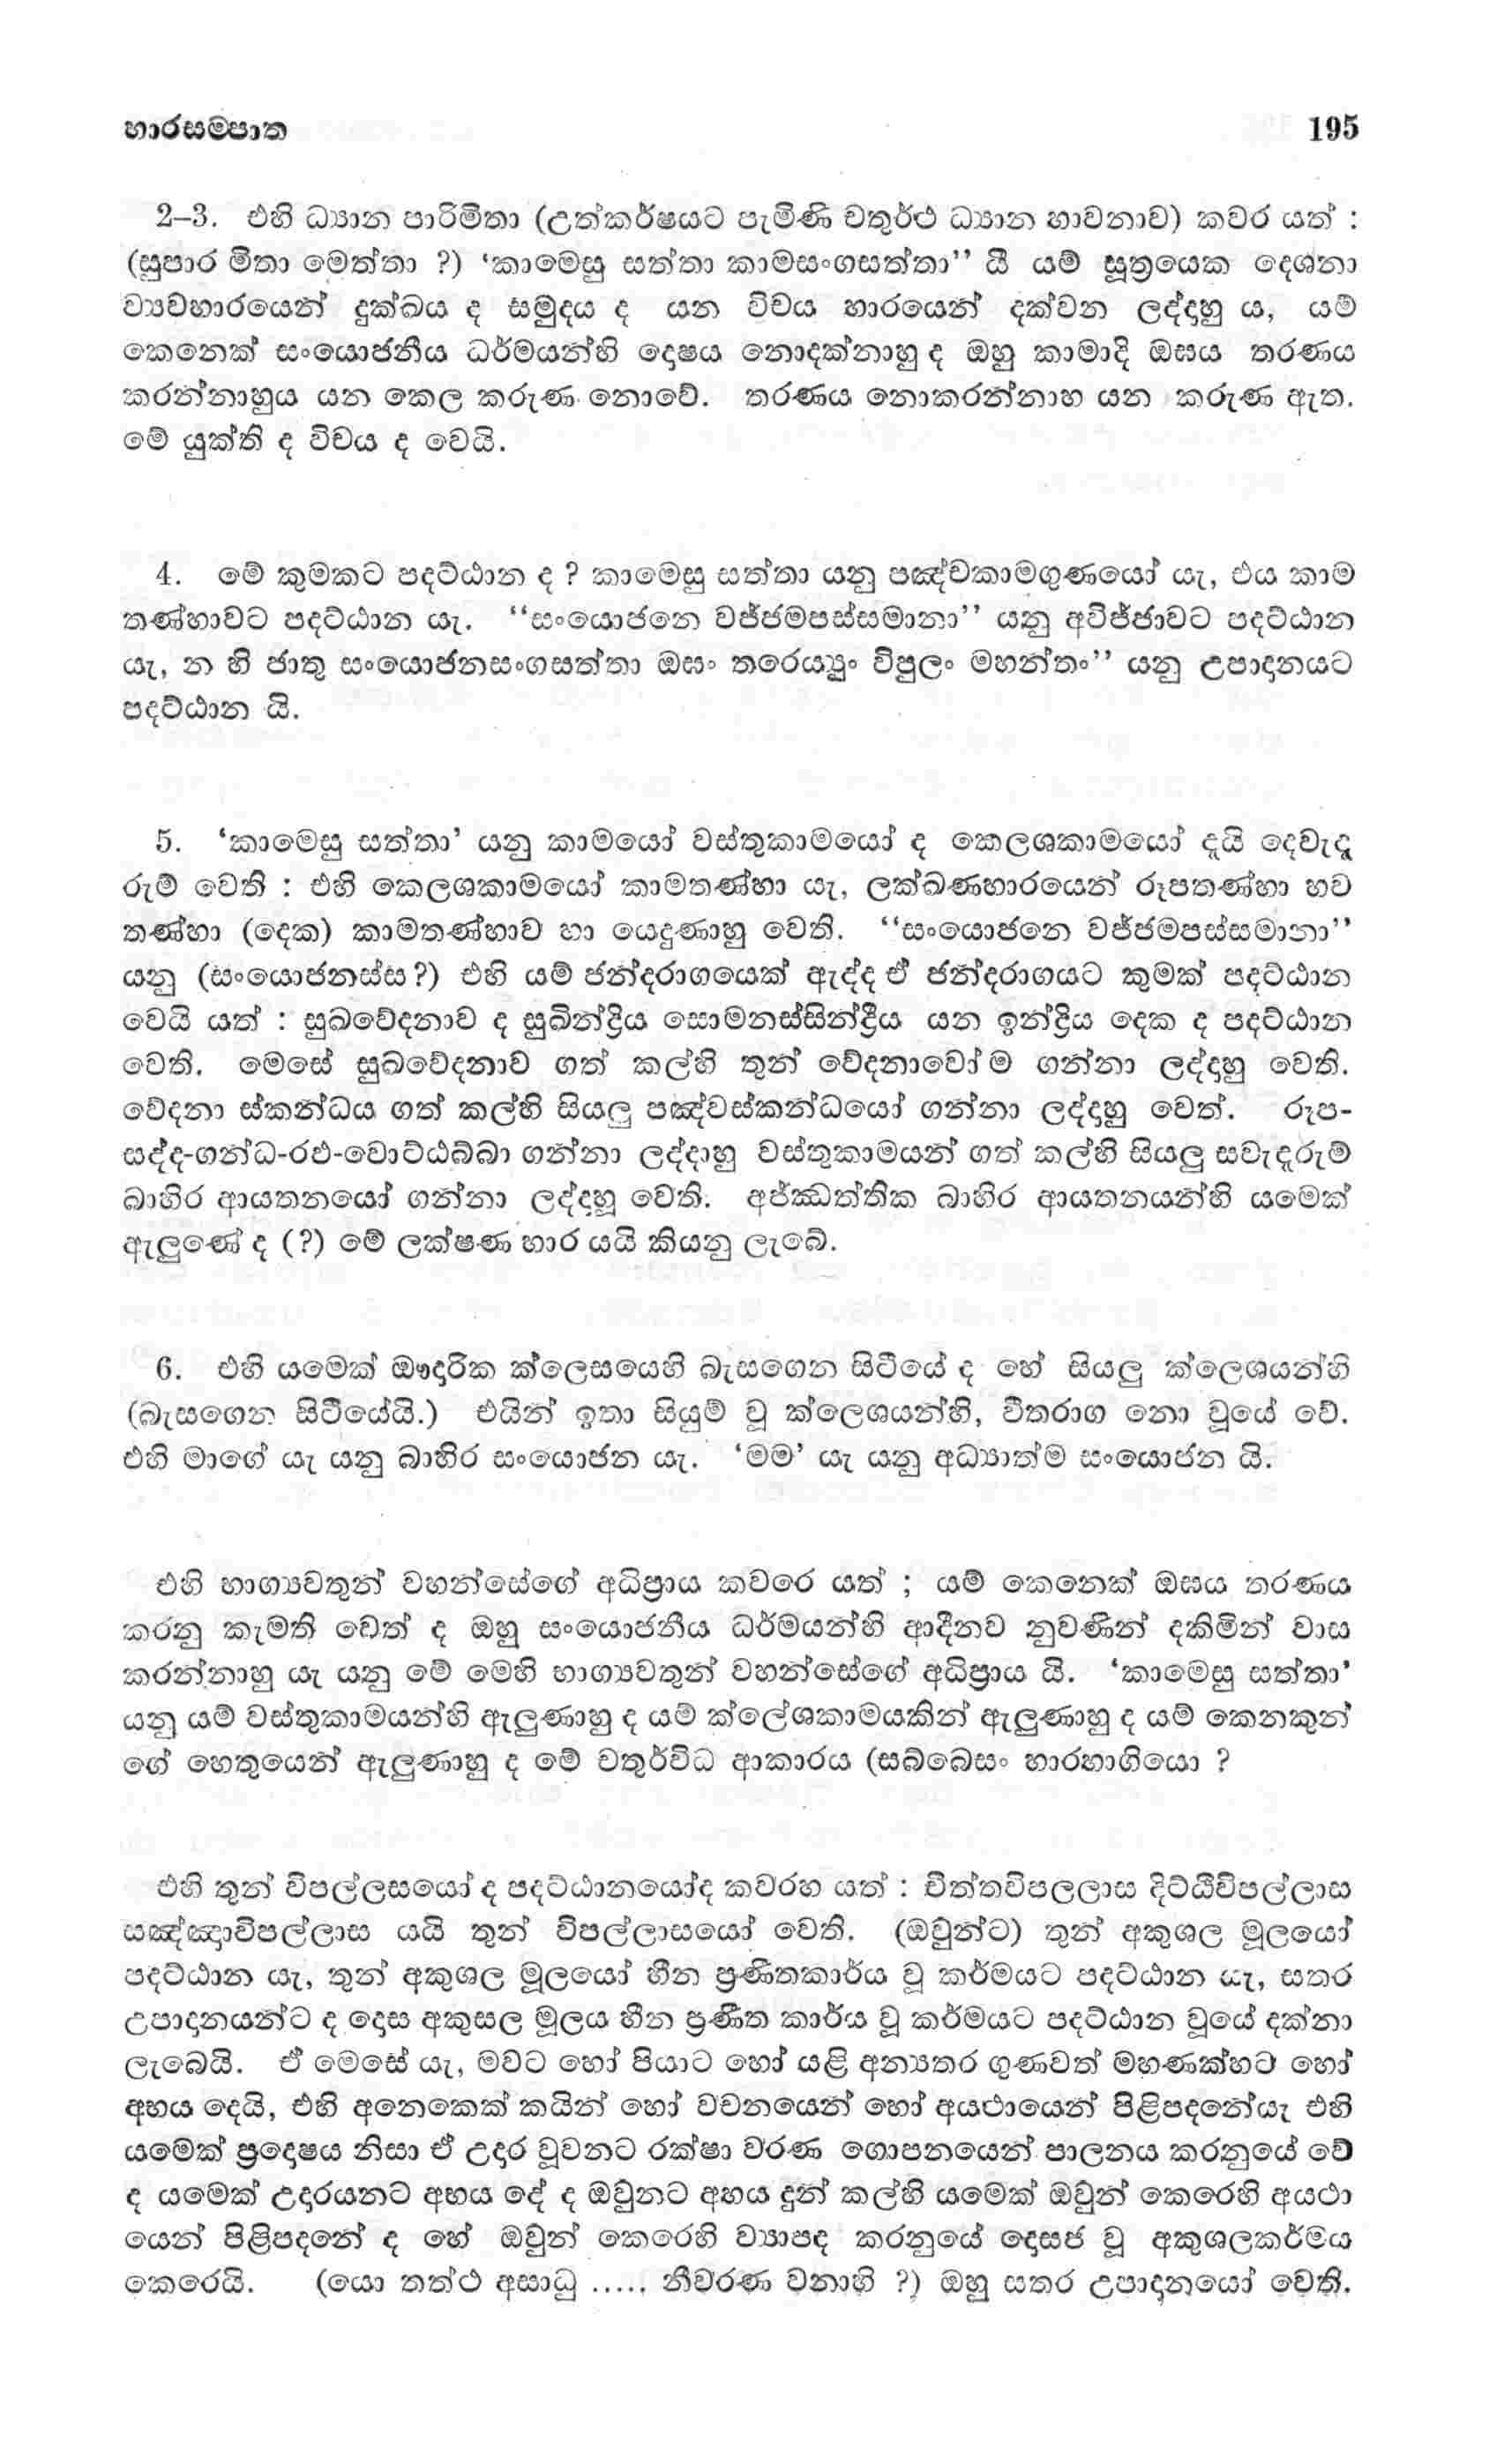 හාරසම්පාත 195
2–3. එහි ධ්‍යාන පාරිමිතා (උත්කර්ෂයට පැමිණි චතුර්ථ ධ්‍යාන භාවනාව) කවර යත් :
(සුපාර මිතා මෙත්තා ?) ‘කාමෙසු සත්තා කාමසංගසත්තා’’ යී යම් සූත්‍රයෙක දෙශනා
ව්‍යවහාරයෙන් දුක්ඛය ද සමුදය ද යන විචය හාරයෙන් දක්වන ලද්දාහු ය, යම්
කෙනෙක් සංයොජනීය ධර්මයන්හි දොෂය නොදක්නාහු ද ඔහු කාමාදි ඔඝය තරණය
කරන්නාහුය යන කෙල කරුණ නොවේ. තරණය නොකරන්නාහ යන කරුණ ඇත.
මේ යුක්ති ද විචය ද වෙයි.
4. මේ කුමකට පදට්ඨාන ද ? කාමෙසු සත්තා යනු පඤ්චකාමගුණයෝ යැ, එය කාම
තණ්හාවට පදට්ඨාන යැ. ‘‘සංයොජනෙ වජ්ජමපස්සමානා’’ යනු අවිජ්ජාවට පදට්ඨාන
යැ, න හි ජාතු සංයොජනසංගසත්තා ඔඝං තරෙය්‍යුං විපුලං මහන්තං’’ යනු උපාදානයට
පදට්ඨාන යි.
5. ‘කාමෙසු සත්තා’ යනු කාමයෝ වස්තුකාමයෝ ද කෙලශකාමයෝ දැයි දෙවැදෑ
රුම් වෙති : එහි කෙලශකාමයෝ කාමතණ්හා යැ, ලක්ඛණහාරයෙන් රූපතණ්හා භව
තණ්හා (දෙක) කාමතණ්හාව හා යෙදුණාහු වෙති. ‘‘සංයොජනෙ වජ්ජමපස්සමානා’’
යනු (සංයොජනස්ස ?) එහි යම් ඡන්දරාගයෙක් ඇද්ද ඒ ඡන්දරාගයට කුමක් පදට්ඨාන
වෙයි යත් : සුඛවේදනාව ද සුඛින්ද්‍රිය සොමනස්සින්ද්‍රීය යන ඉන්ද්‍රිය දෙක ද පදට්ඨාන
වෙති. මෙසේ සුඛවේදනාව ගත් කල්හි තුන් වේදනාවෝ ම ගන්නා ලද්දාහු වෙති.
වේදනා ස්කන්ධය ගත් කල්හි සියලු පඤ්චස්කන්ධයෝ ගන්නා ලද්දාහු වෙත්. රූප-
සද්ද-ගන්ධ-රඵ-වොට්ඨබ්බා ගන්නා ලද්දාහු වස්තුකාමයන් ගත් කල්හි සියලු සවැදෑරුම්
බාහිර ආයතනයෝ ගන්නා ලද්දාහූ වෙති. අජ්ඣත්තික බාහිර ආයතනයන්හි යමෙක්
ඇලුණේ ද (?) මේ ලක්ෂණ හාර යයි කියනු ලැබේ.
6. එහි යමෙක් ඖදාරික ක්ලෙසයෙහි බැසගෙන සිටියේ ද හේ සියලු ක්ලෙශයන්හි
(බැසගෙන සිටියේයි.) එයින් ඉතා සියුම් වූ ක්ලෙශයන්හි, වීතරාග නො වූයේ වේ.
එහි මාගේ යැ යනු බාහිර සංයොජන යැ. ‘මම’ යැ යනු අධ්‍යාත්ම සංයොජන යි.
එහි භාග්‍යවතුන් වහන්සේගේ අධිප්‍රාය කවරෙ යත් ; යම් කෙනෙක් ඔඝය තරණය
කරනු කැමති වෙත් ද ඔහු සංයොජනීය ධර්මයන්හි ආදීනව නුවණින් දකිමින් වාස
කරන්නාහු යැ යනු මේ මෙහි භාග්‍යවතුන් වහන්සේගේ අධිප්‍රාය යි. ‘කාමෙසු සත්තා’
යනු යම් වස්තුකාමයන්හි ඇලුණාහු ද යම් ක්ලේශකාමයකින් ඇලුණාහු ද යම් කෙනකුන්
ගේ හෙතුයෙන් ඇලුණාහු ද මේ චතුර්විධ ආකාරය (සබ්බෙසං හාරභාගියො ?
එහි තුන් විපල්ලසයෝ ද පදට්ඨානයෝද කවරහ යත් : චිත්තවිපලලාස දිට්ඨිවිපල්ලාස
සඤ්ඤාවිපල්ලාස යයි තුන් විපල්ලාසයෝ වෙති. (ඔවුන්ට) තුන් අකුශල මූලයෝ
පදට්ඨාන යැ, තුන් අකුශල මූලයෝ හීන ප්‍රණීතකාර්ය වූ කර්මයට පදට්ඨාන යැ, සතර
උපාදානයන්ට ද දොස අකුසල මූලය හීන ප්‍රණීත කාර්ය වූ කර්මයට පදට්ඨාන වූයේ දක්නා
ලැබෙයි. ඒ මෙසේ යැ, මවට හෝ පියාට හෝ යළි අන්‍යතර ගුණවත් මහණක්හට හෝ
අභය දෙයි, එහි අනෙකෙක් කයින් හෝ වචනයෙන් හෝ අයථායෙන් පිළිපදනේයැ එහි
යමෙක් ප්‍රදොෂය නිසා ඒ උදාර වූවනට රක්ෂා වරණ ගොපනයෙන් පාලනය කරනුයේ වේ
ද යමෙක් උදාරයනට අභය දේ ද ඔවුනට අභය දුන් කල්හි යමෙක් ඔවුන් කෙරෙහි අයථා
යෙන් පිළිපදනේ ද හේ ඔවුන් කෙරෙහි ව්‍යාපද කරනුයේ දොසජ වූ අකුශලකර්මය
කෙරෙයි. (යො තත්ථ අසාධු ..... නීවරණ වනාහි ?) ඔහු සතර උපාදානයෝ වෙති.